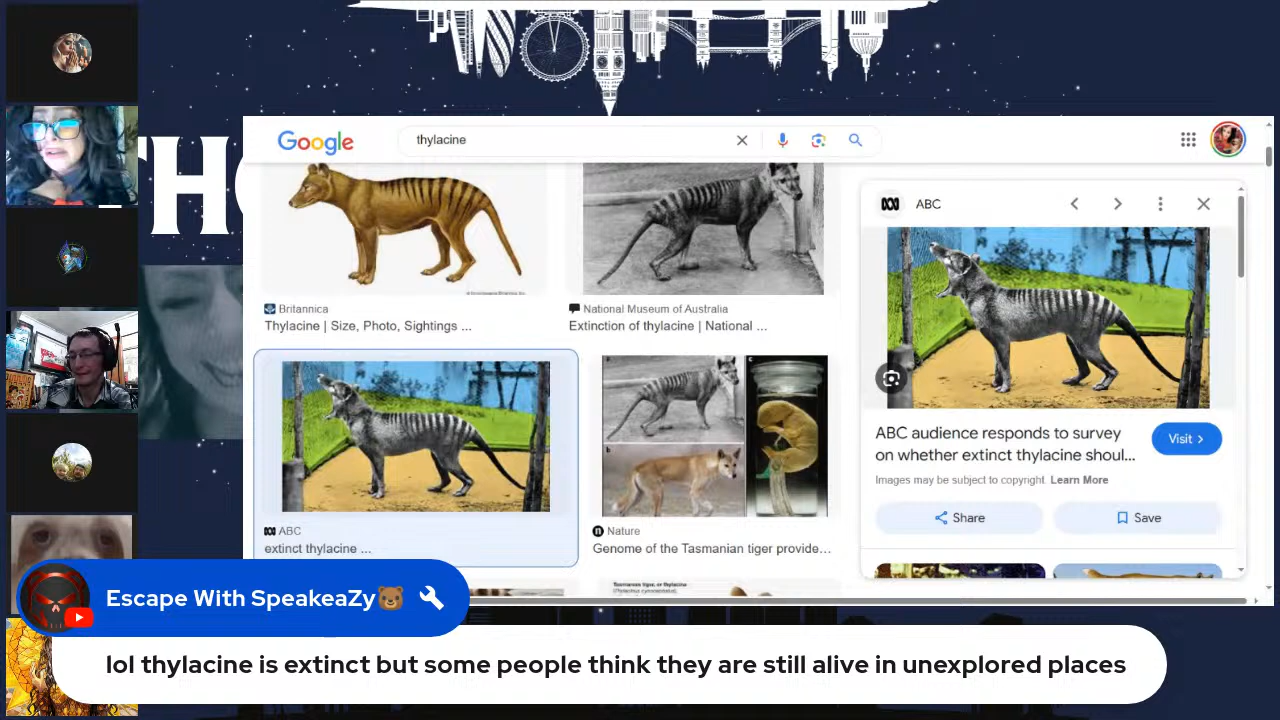 TH
Google
thylacine
Britannica
Thylacine | Size, Photo, Sightings ...
National Museum of Australia
Extinction of thylacine | National ...
ABC
extinct thylacine ...
Nature
Genome of the Tasmanian tiger provide...
ABC
ABC audience responds to survey
on whether extinct thylacine shoul...
Visit >
Images may be subject to copyright. Learn More
Share
Save
Escape With SpeakeaZy🐻
lol thylacine is extinct but some people think they are still alive in unexplored places